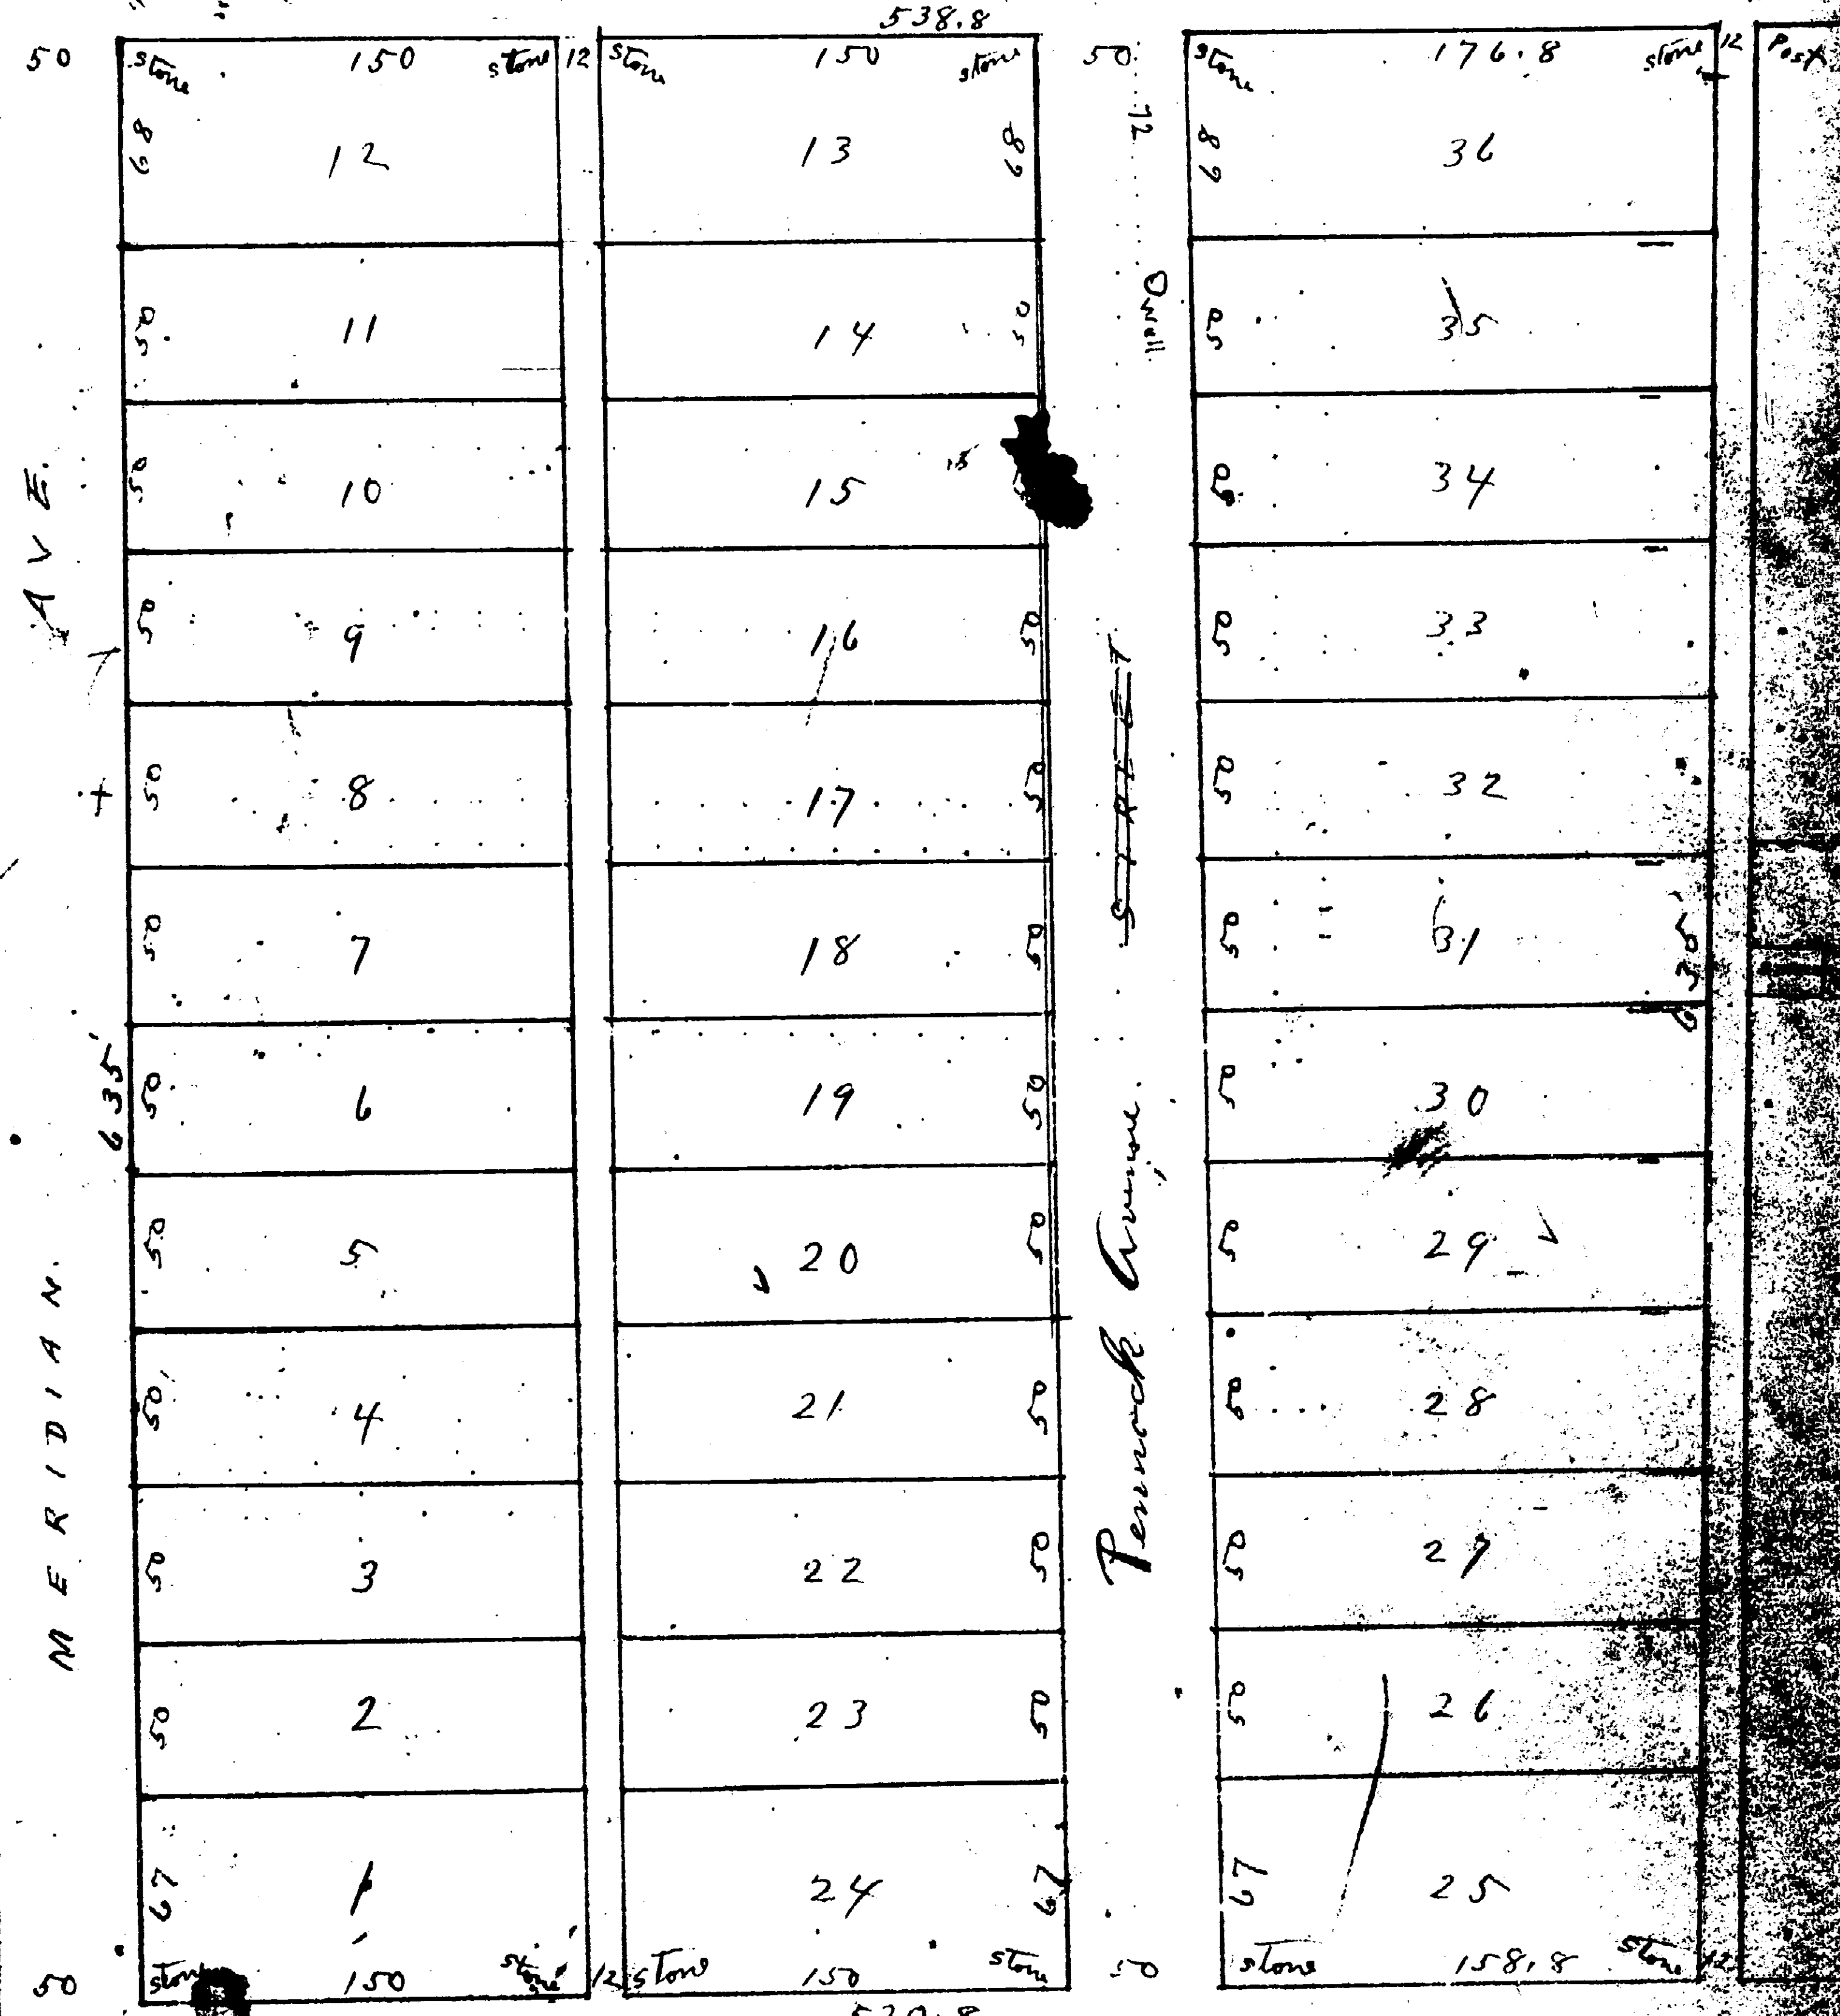 538.8
50 stone 150 stone 12 stone 150 stone 50 stone 176.8 stone 12 Post
68 12 13 68 72 68 36
50 11 14 50 50 35
50 10 15 50 34
50 9 16 50 50 33
50 8 17 50 50 32
50 7 18 50 50 31
50 6 19 50 50 30
50 5 20 50 50 29
50 4 21 50 50 28
50 3 22 50 50 27
50 2 23 50 50 26
67 1 24 67 67 25
50 stone 150 stone 12 stone 150 stone 50 stone 158.8 stone 12
MERIDIAN. AVE.
635'
Pennock Avenue. STREET
635'